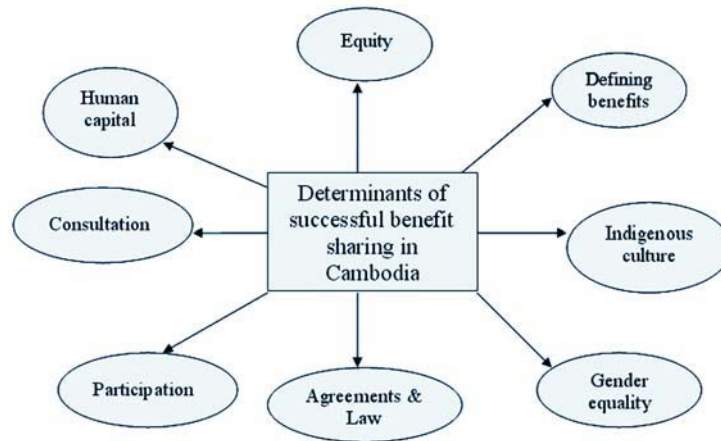 Equity
Defining
benefits
Human
capital
Determinants of
successful benefit
sharing in
Cambodia
Consultation
Indigenous
culture
Participation
Agreements &
Law
Gender
equality